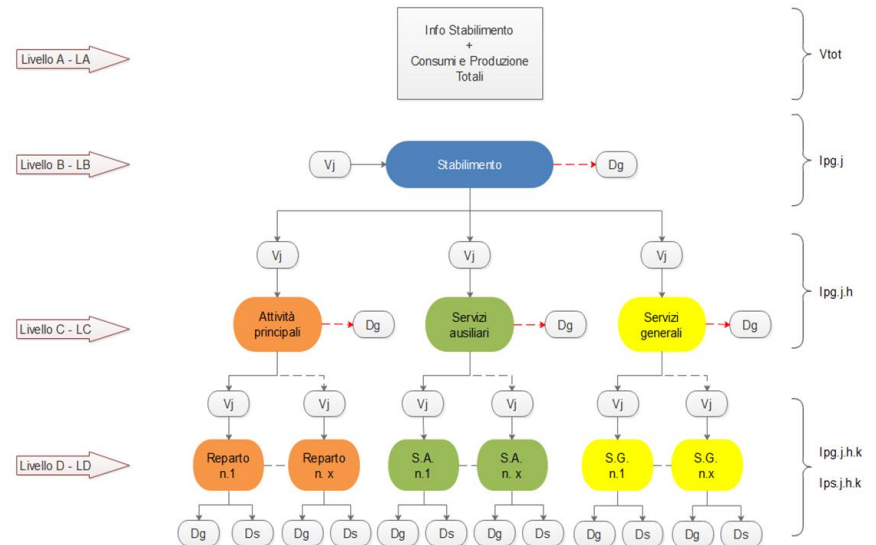 Info Stabilimento
+
Consumi e Produzione
Totali
Livello A - LA
Vtot
Livello B - LB
Vj
Stabilimento
Dg
Ipg.j
Vj
Vj
Vj
Livello C - LC
Attività
principali
Dg
Servizi
ausiliari
Dg
Servizi
generali
Dg
Ipg.j.h
Vj
Vj
Vj
Vj
Vj
Vj
Livello D - LD
Reparto
n.1
Reparto
n. x
S.A.
n.1
S.A.
n. x
S.G.
n.1
S.G.
n.x
Ipg.j.h.k
Ips.j.h.k
Dg
Ds
Dg
Ds
Dg
Ds
Dg
Ds
Dg
Ds
Dg
Ds